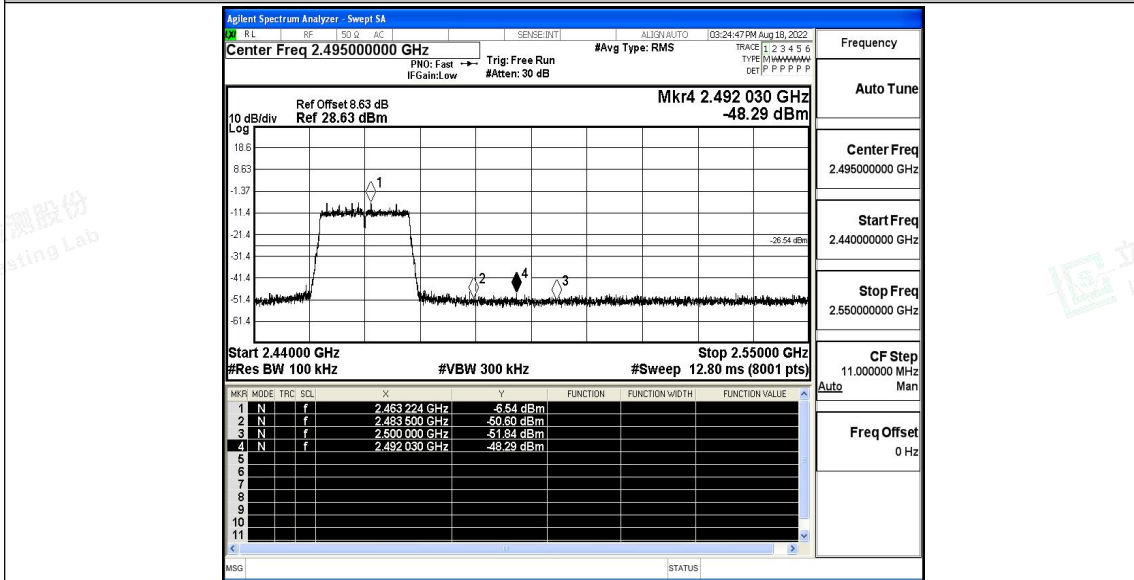 Agilent Spectrum Analyzer - Swept SA
LXI RL RF 50 Ω AC SENSE:INT ALIGN AUTO 03:24:47 PM Aug 18, 2022
Center Freq 2.495000000 GHz
PNO: Fast
IFGain:Low
Trig: Free Run
#Atten: 30 dB
#Avg Type: RMS
TRACE 1 2 3 4 5 6
TYPE M W W W W W
DET P P P P P P
Frequency
Auto Tune
Mkr4 2.492 030 GHz
-48.29 dBm
Ref Offset 8.63 dB
10 dB/div Ref 28.63 dBm
Log
18.6
8.63
-1.37
-11.4
-21.4
-31.4
-41.4
-51.4
-61.4
1
2
4
3
-26.54 dBm
Center Freq
2.495000000 GHz
Start Freq
2.440000000 GHz
Stop Freq
2.550000000 GHz
CF Step
11.000000 MHz
Auto Man
Freq Offset
0 Hz
Start 2.44000 GHz Stop 2.55000 GHz
#Res BW 100 kHz #VBW 300 kHz #Sweep 12.80 ms (8001 pts)
MKR MODE TRC SCL X Y FUNCTION FUNCTION WIDTH FUNCTION VALUE
1 N f 2.463 224 GHz -6.54 dBm
2 N f 2.483 500 GHz -50.60 dBm
3 N f 2.500 000 GHz -51.84 dBm
4 N f 2.492 030 GHz -48.29 dBm
5
6
7
8
9
10
11
MSG STATUS
测股份
sting Lab
立